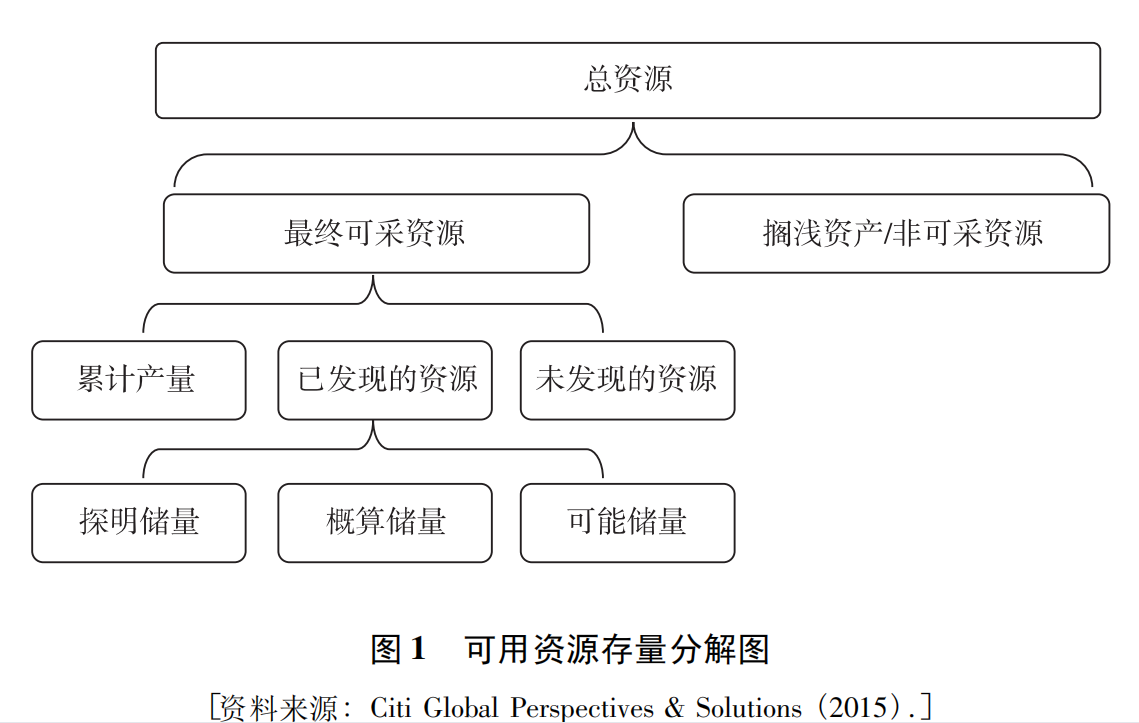 总资源
最终可采资源
搁浅资产/非可采资源
累计产量
已发现的资源
未发现的资源
探明储量
概算储量
可能储量
图1 可用资源存量分解图
[资料来源：Citi Global Perspectives & Solutions (2015).]